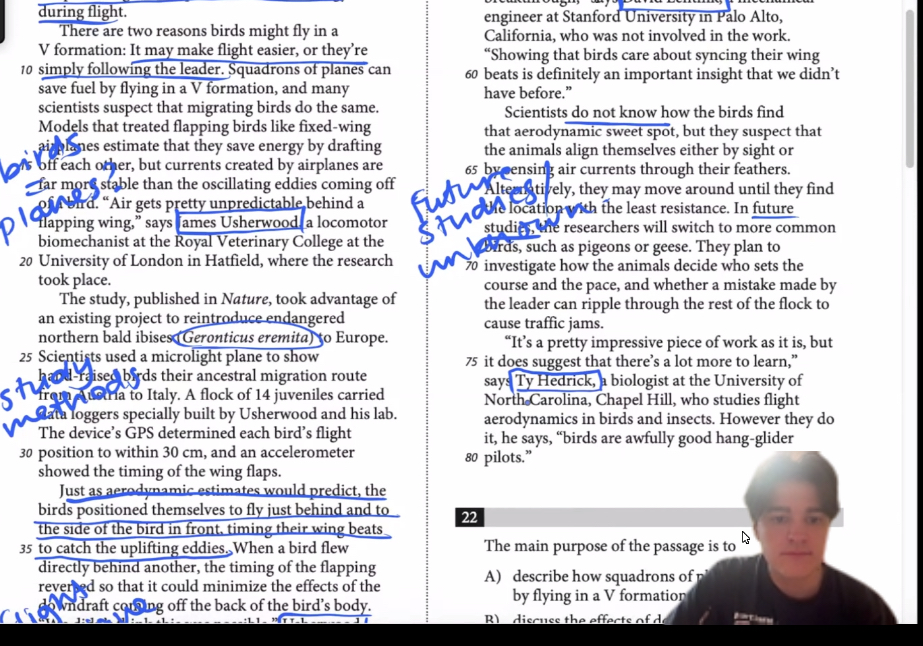 during flight.
There are two reasons birds might fly in a
V formation: It may make flight easier, or they're
10 simply following the leader. Squadrons of planes can
save fuel by flying in a V formation, and many
scientists suspect that migrating birds do the same.
Models that treated flapping birds like fixed-wing
airplanes estimate that they save energy by drafting
off each other, but currents created by airplanes are
far more stable than the oscillating eddies coming off
of a bird. “Air gets pretty unpredictable behind a
flapping wing,” says James Usherwood, a locomotor
biomechanist at the Royal Veterinary College at the
20 University of London in Hatfield, where the research
took place.
The study, published in Nature, took advantage of
an existing project to reintroduce endangered
northern bald ibises (Geronticus eremita) to Europe.
25 Scientists used a microlight plane to show
hand-raised birds their ancestral migration route
from Austria to Italy. A flock of 14 juveniles carried
data loggers specially built by Usherwood and his lab.
The device's GPS determined each bird's flight
30 position to within 30 cm, and an accelerometer
showed the timing of the wing flaps.
Just as aerodynamic estimates would predict, the
birds positioned themselves to fly just behind and to
the side of the bird in front, timing their wing beats
35 to catch the uplifting eddies. When a bird flew
directly behind another, the timing of the flapping
reversed so that it could minimize the effects of the
downdraft coming off the back of the bird's body.
birds
planes?
study
methods
engineer at Stanford University in Palo Alto,
California, who was not involved in the work.
“Showing that birds care about syncing their wing
60 beats is definitely an important insight that we didn't
have before.”
Scientists do not know how the birds find
that aerodynamic sweet spot, but they suspect that
the animals align themselves either by sight or
65 by sensing air currents through their feathers.
Alternatively, they may move around until they find
the location with the least resistance. In future
studies, the researchers will switch to more common
birds, such as pigeons or geese. They plan to
70 investigate how the animals decide who sets the
course and the pace, and whether a mistake made by
the leader can ripple through the rest of the flock to
cause traffic jams.
“It's a pretty impressive piece of work as it is, but
75 it does suggest that there's a lot more to learn,”
says Ty Hedrick, a biologist at the University of
North Carolina, Chapel Hill, who studies flight
aerodynamics in birds and insects. However they do
it, he says, “birds are awfully good hang-glider
80 pilots.”
future
studies/
unknown
22
The main purpose of the passage is to
A) describe how squadrons of
by flying in a V formation
B) discuss the effects of